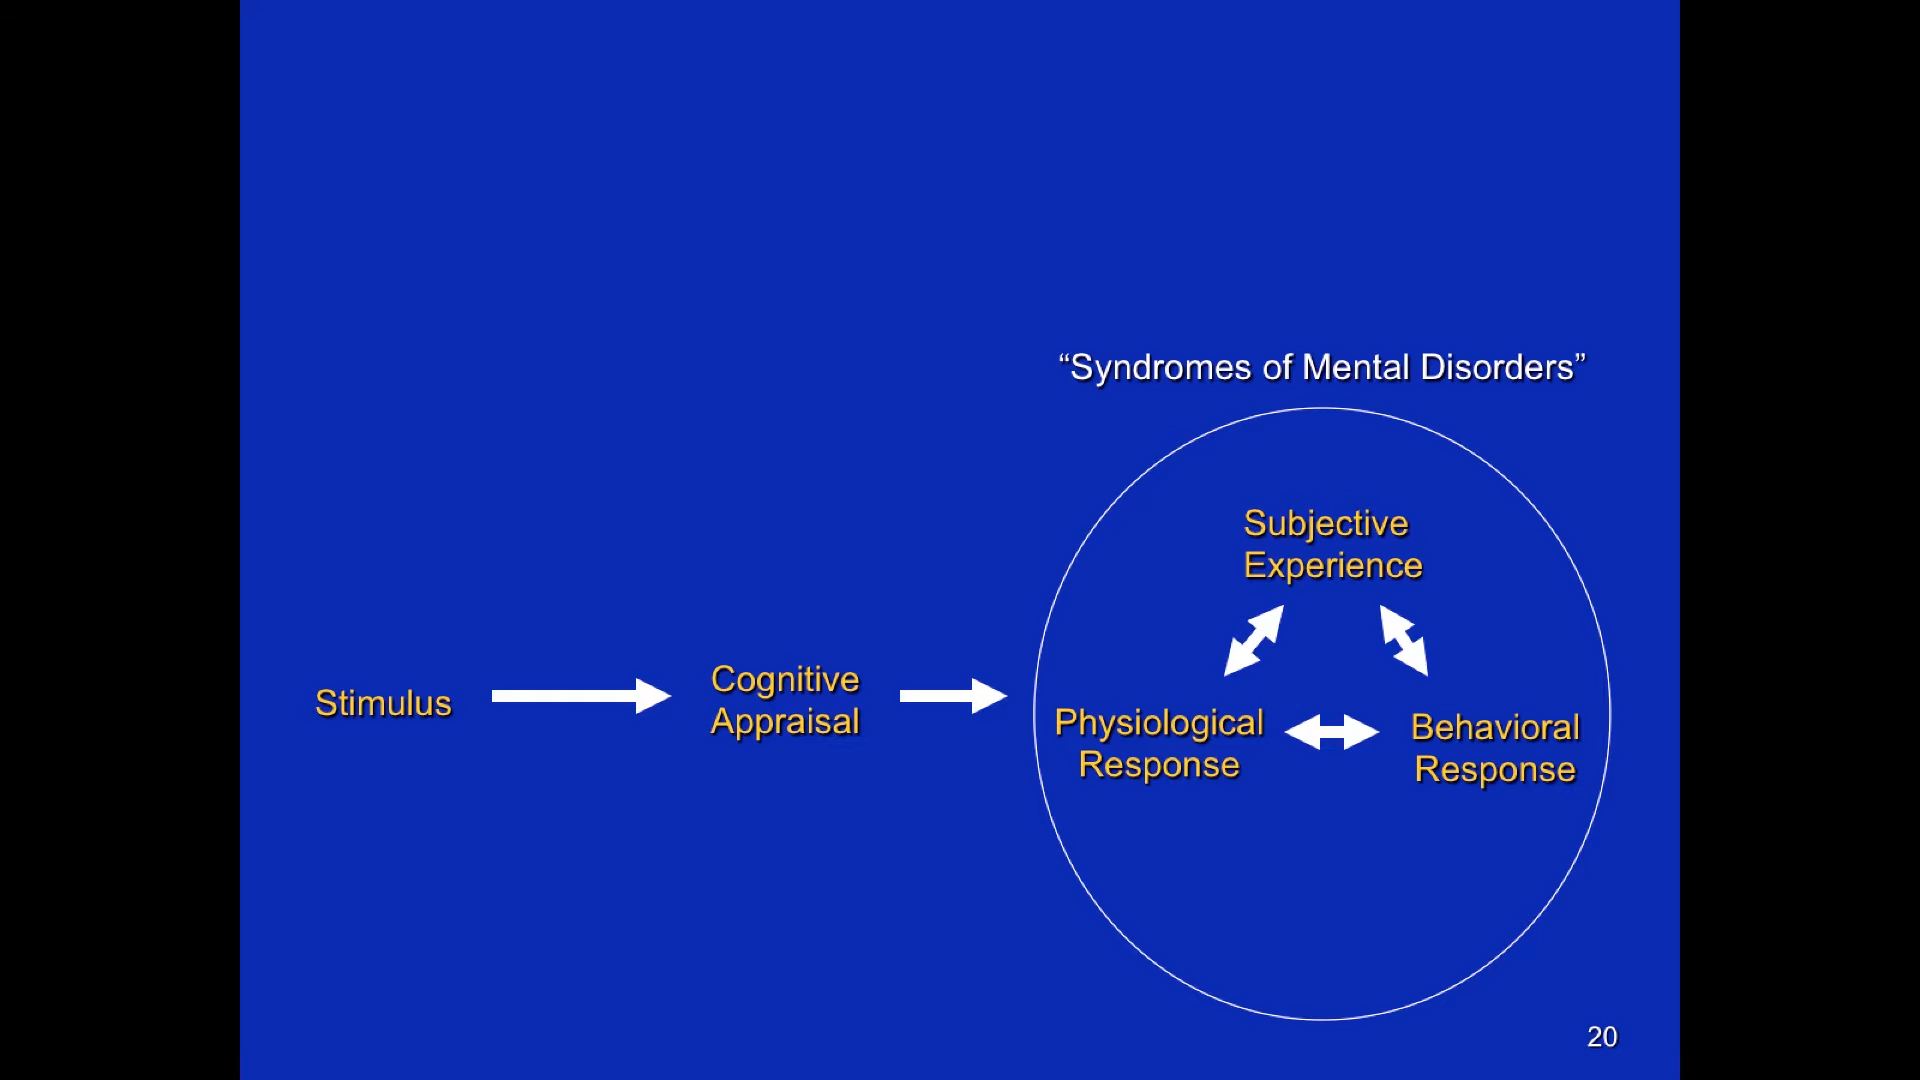 “Syndromes of Mental Disorders”
Subjective
Experience
Stimulus
Cognitive
Appraisal
Physiological
Response
Behavioral
Response
20